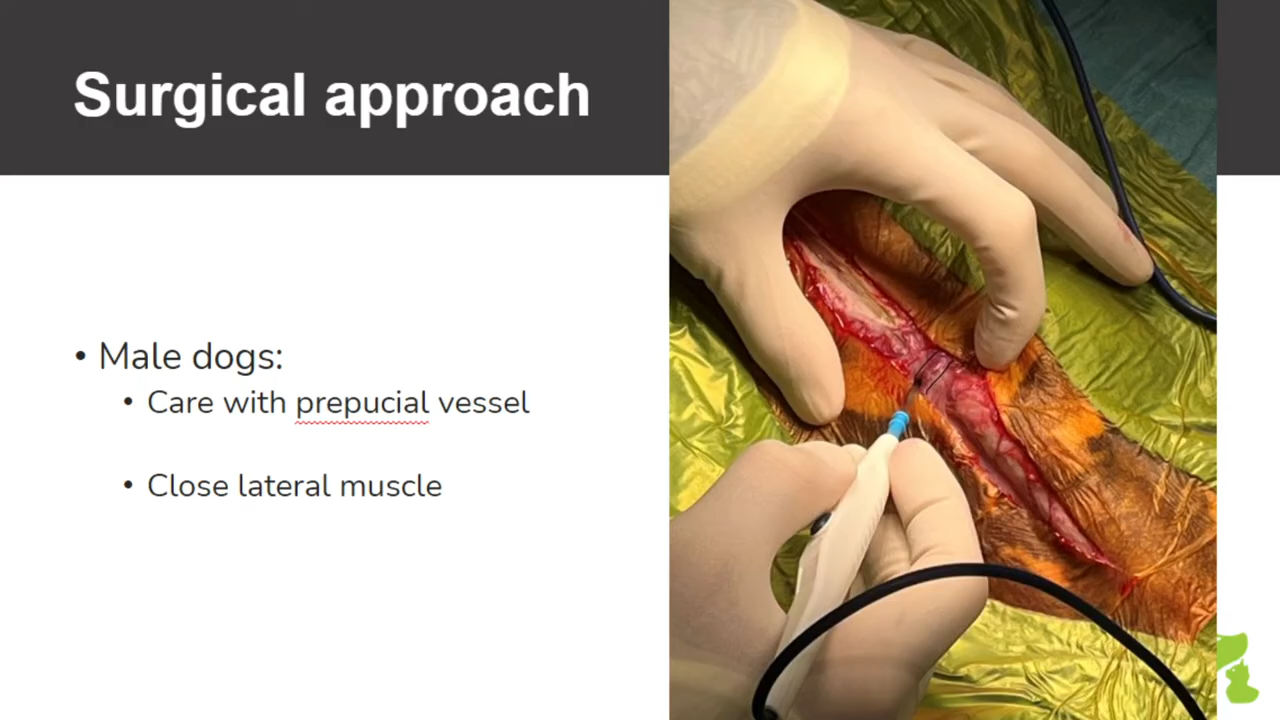 Surgical approach
• Male dogs:
• Care with prepucial vessel
• Close lateral muscle